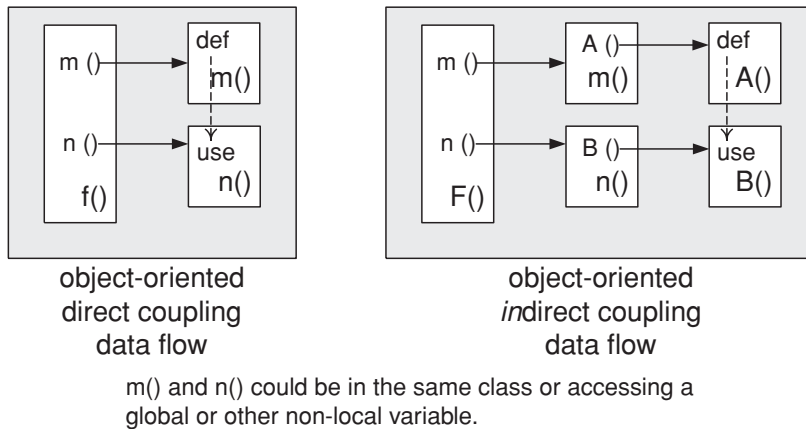 def
m ()
m()
n ()
use
n()
f()
object-oriented
direct coupling
data flow
A ()
def
m ()
m()
A()
n ()
B ()
use
n()
B()
F()
object-oriented
indirect coupling
data flow
m() and n() could be in the same class or accessing a
global or other non-local variable.